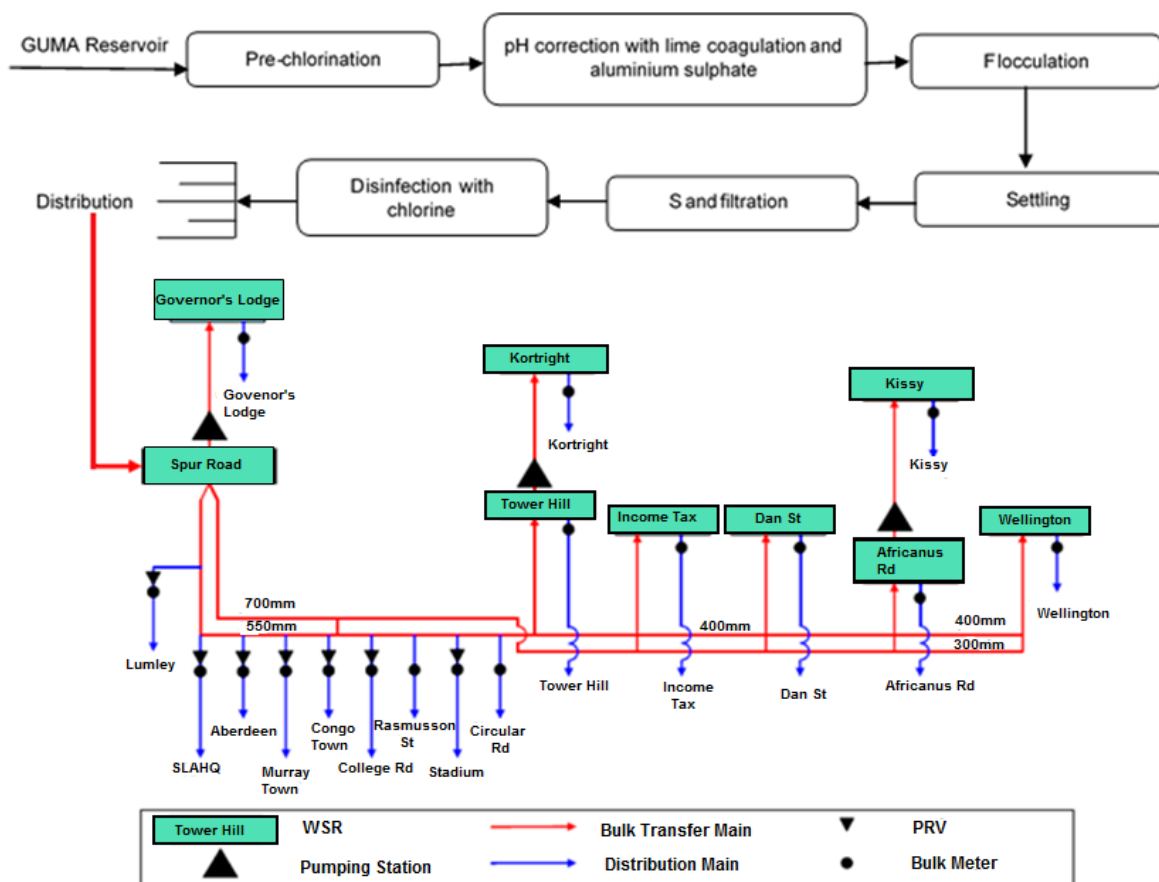 GUMA Reservoir
Pre-chlorination
pH correction with lime coagulation and
aluminium sulphate
Flocculation
Distribution
Disinfection with
chlorine
S and filtration
Settling
Governor's Lodge
Govenor's
Lodge
Spur Road
Kortright
Kortright
Tower Hill
Income Tax
Dan St
Kissy
Kissy
Africanus
Rd
Wellington
Wellington
700mm
550mm
400mm
400mm
300mm
Lumley
SLAHQ
Aberdeen
Murray
Town
Congo
Town
College Rd
Rasmusson
St
Stadium
Circular
Rd
Tower Hill
Income
Tax
Dan St
Africanus Rd
Tower Hill
WSR
Bulk Transfer Main
PRV
Pumping Station
Distribution Main
Bulk Meter